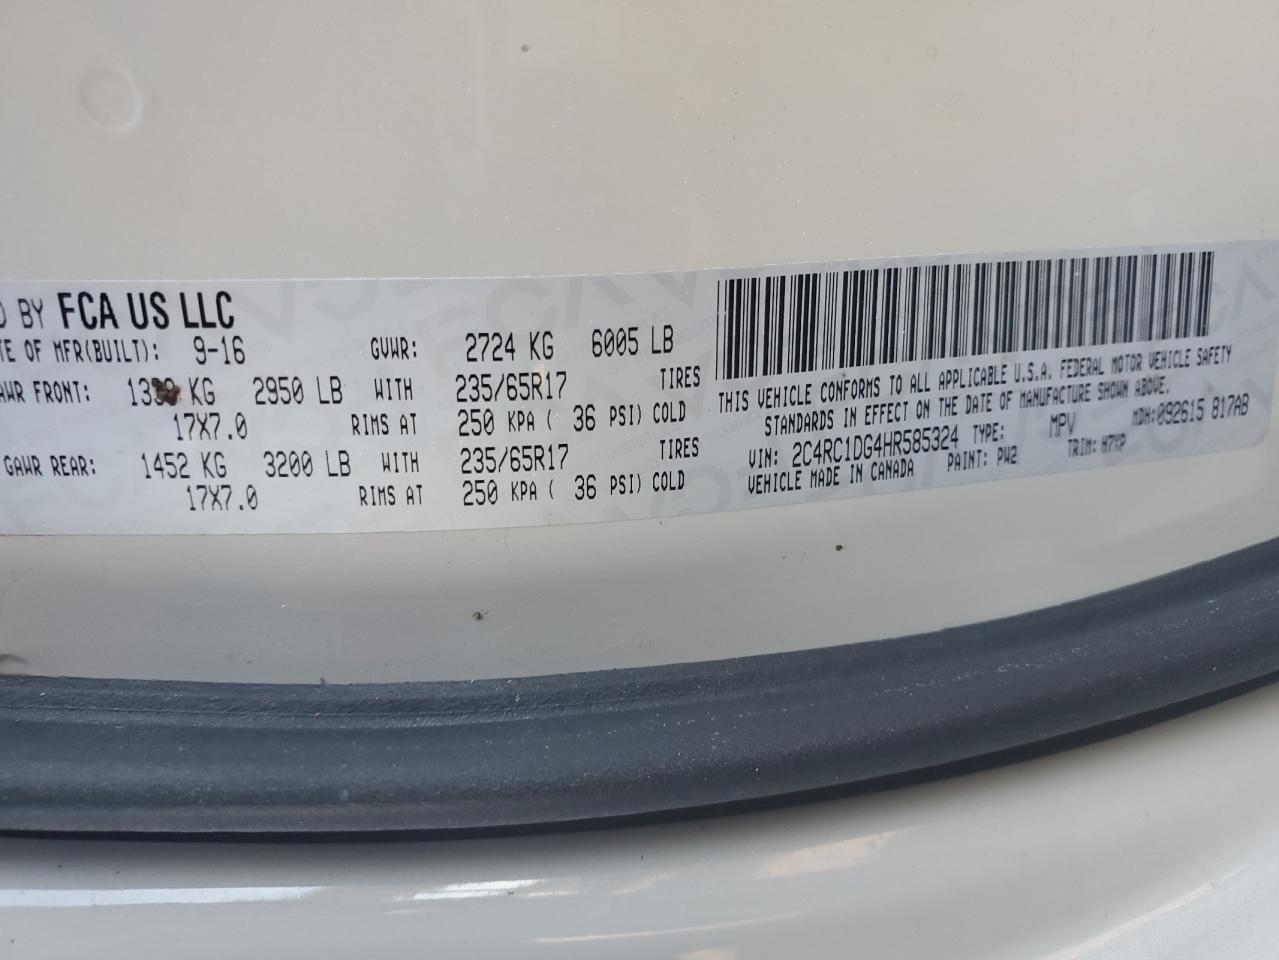 BY FCA US LLC
OF MFR(BUILT): 9-16 GVWR: 2724 KG 6005 LB
FRONT: KG 2950 LB WITH 235/65R17 TIRES
17X7.0 RIMS AT 250 KPA ( 36 PSI) COLD
GAWR REAR: 1452 KG 3200 LB WITH 235/65R17 TIRES
17X7.0 RIMS AT 250 KPA ( 36 PSI) COLD
THIS VEHICLE CONFORMS TO ALL APPLICABLE U.S.A. FEDERAL MOTOR VEHICLE SAFETY
STANDARDS IN EFFECT ON THE DATE OF MANUFACTURE SHOWN ABOVE.
VIN: 2C4RC1DG4HR585324 TYPE: MPV MDH:092615 817AB
VEHICLE MADE IN CANADA PAINT: PW2 TRIM: